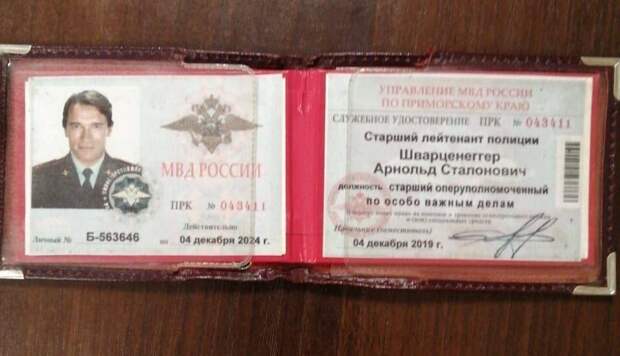 МВД РОССИИ
ПРК № 043411
Действительно
Личный № Б-563646 по 04 декабря 2024 г.
УПРАВЛЕНИЕ МВД РОССИИ
ПО ПРИМОРСКОМУ КРАЮ
СЛУЖЕБНОЕ УДОСТОВЕРЕНИЕ ПРК № 043411
Старший лейтенант полиции
Шварценеггер
Арнольд Сталонович
должность старший оперуполномоченный
по особо важным делам
Начальник
04 декабря 2019 г.